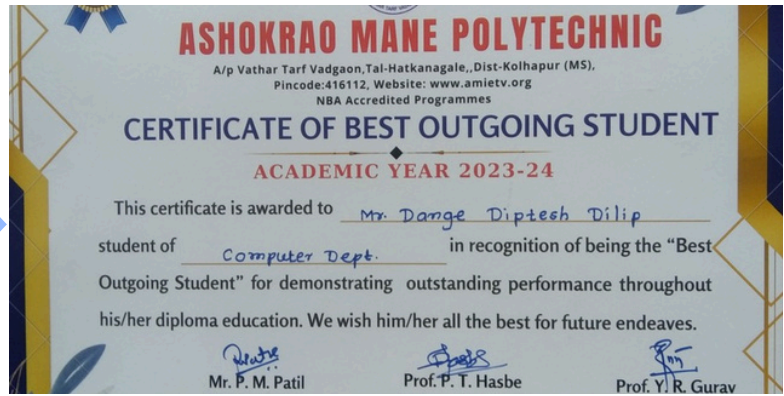 ASHOKRAO MANE POLYTECHNIC
A/p Vathar Tarf Vadgaon,Tal-Hatkanagale,,Dist-Kolhapur (MS),
Pincode:416112, Website: www.amietv.org
NBA Accredited Programmes
CERTIFICATE OF BEST OUTGOING STUDENT
ACADEMIC YEAR 2023-24
This certificate is awarded to Mr. Dange Diptesh Dilip
student of Computer Dept. in recognition of being the “Best
Outgoing Student” for demonstrating outstanding performance throughout
his/her diploma education. We wish him/her all the best for future endeaves.
Mr. P. M. Patil Prof. P. T. Hasbe Prof. Y. R. Gurav